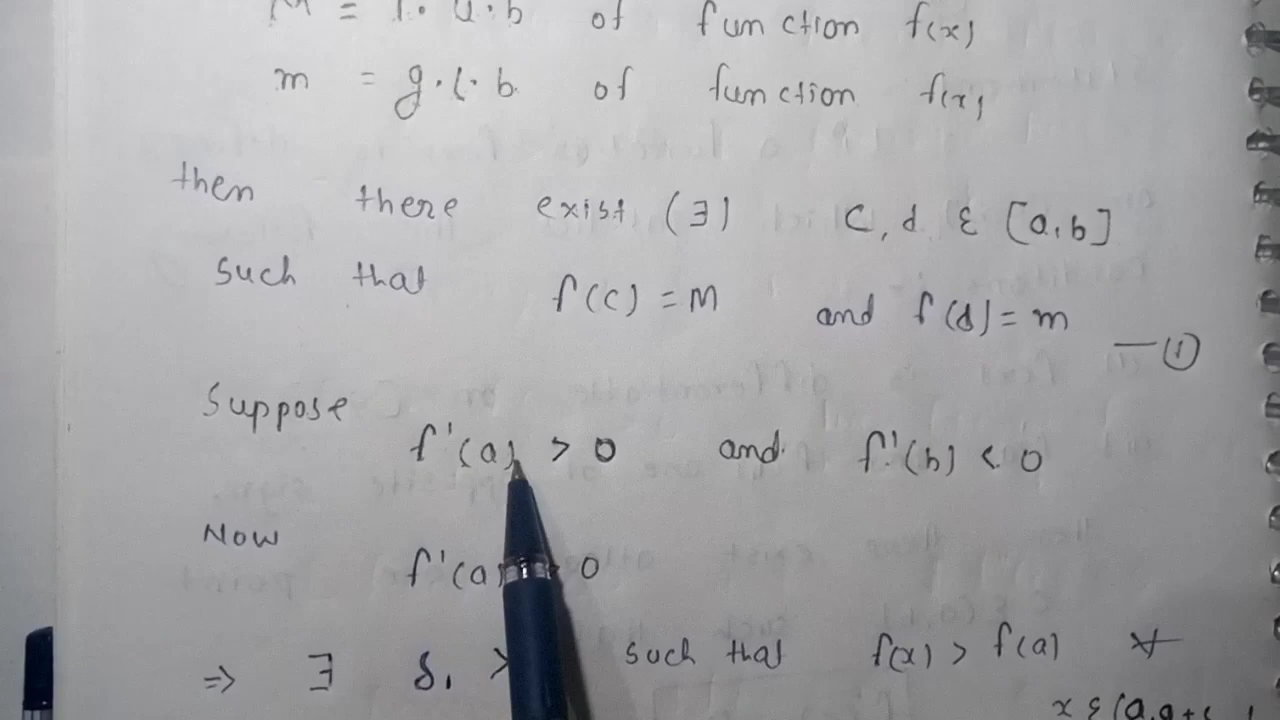 M = l.u.b of function f(x)
m = g.l.b. of function f(x)
then there exist (∃) c, d ε [a,b]
such that f(c) = M and f(d) = m —①
Suppose
f'(a) > 0 and f'(b) < 0
Now
f'(a) > 0
⇒ ∃ δ₁ > such that f(x) > f(a) ∀
x ε (a, a+